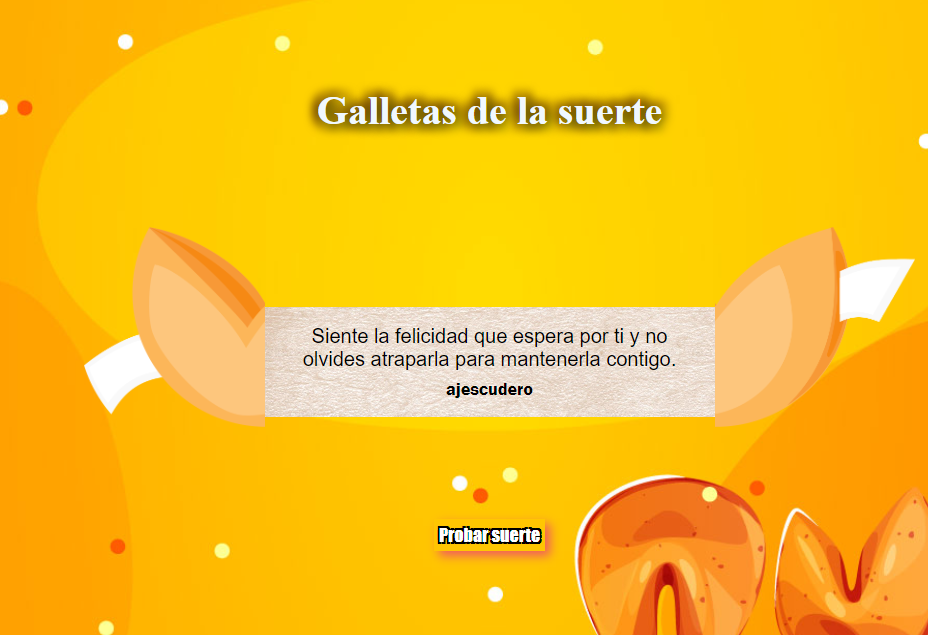 Galletas de la suerte
Siente la felicidad que espera por ti y no
olvides atraparla para mantenerla contigo.
ajescudero
Probar suerte